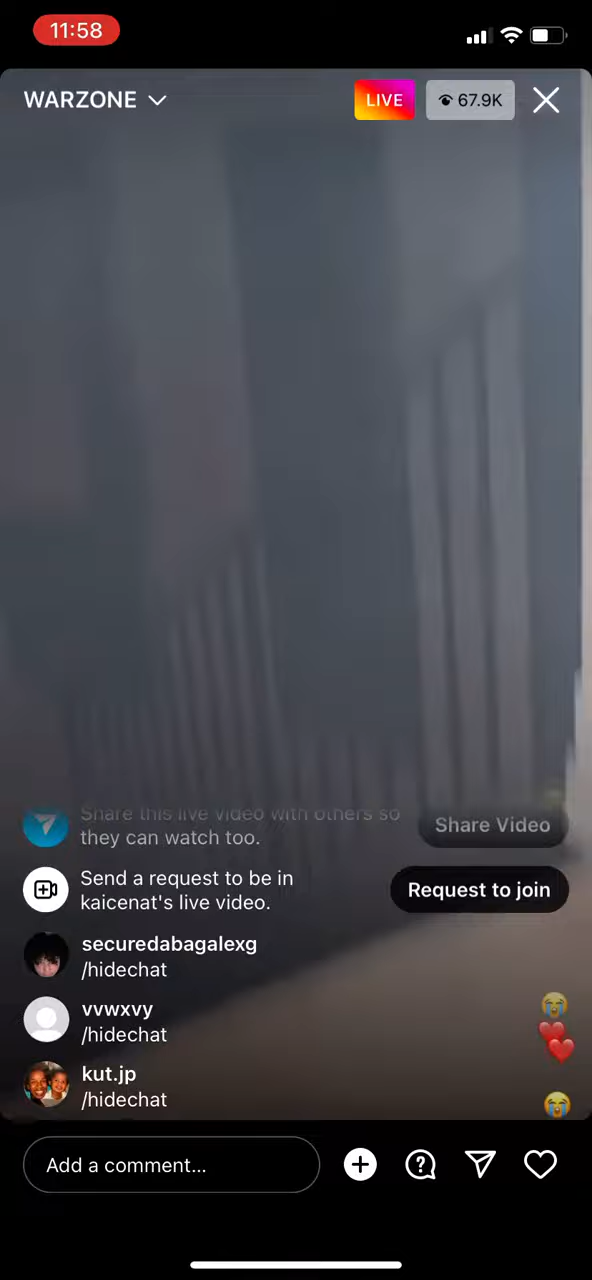 11:58
WARZONE
LIVE
67.9K
Share this live video with others so
they can watch too.
Share Video
Send a request to be in
kaicenat's live video.
Request to join
securedabagalexg
/hidechat
vvwxvy
/hidechat
kut.jp
/hidechat
Add a comment...